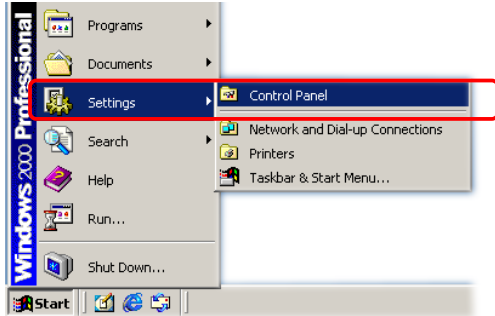 Windows 2000 Professional
Programs
Documents
Settings
Control Panel
Search
Network and Dial-up Connections
Printers
Help
Taskbar & Start Menu...
Run...
Shut Down...
Start